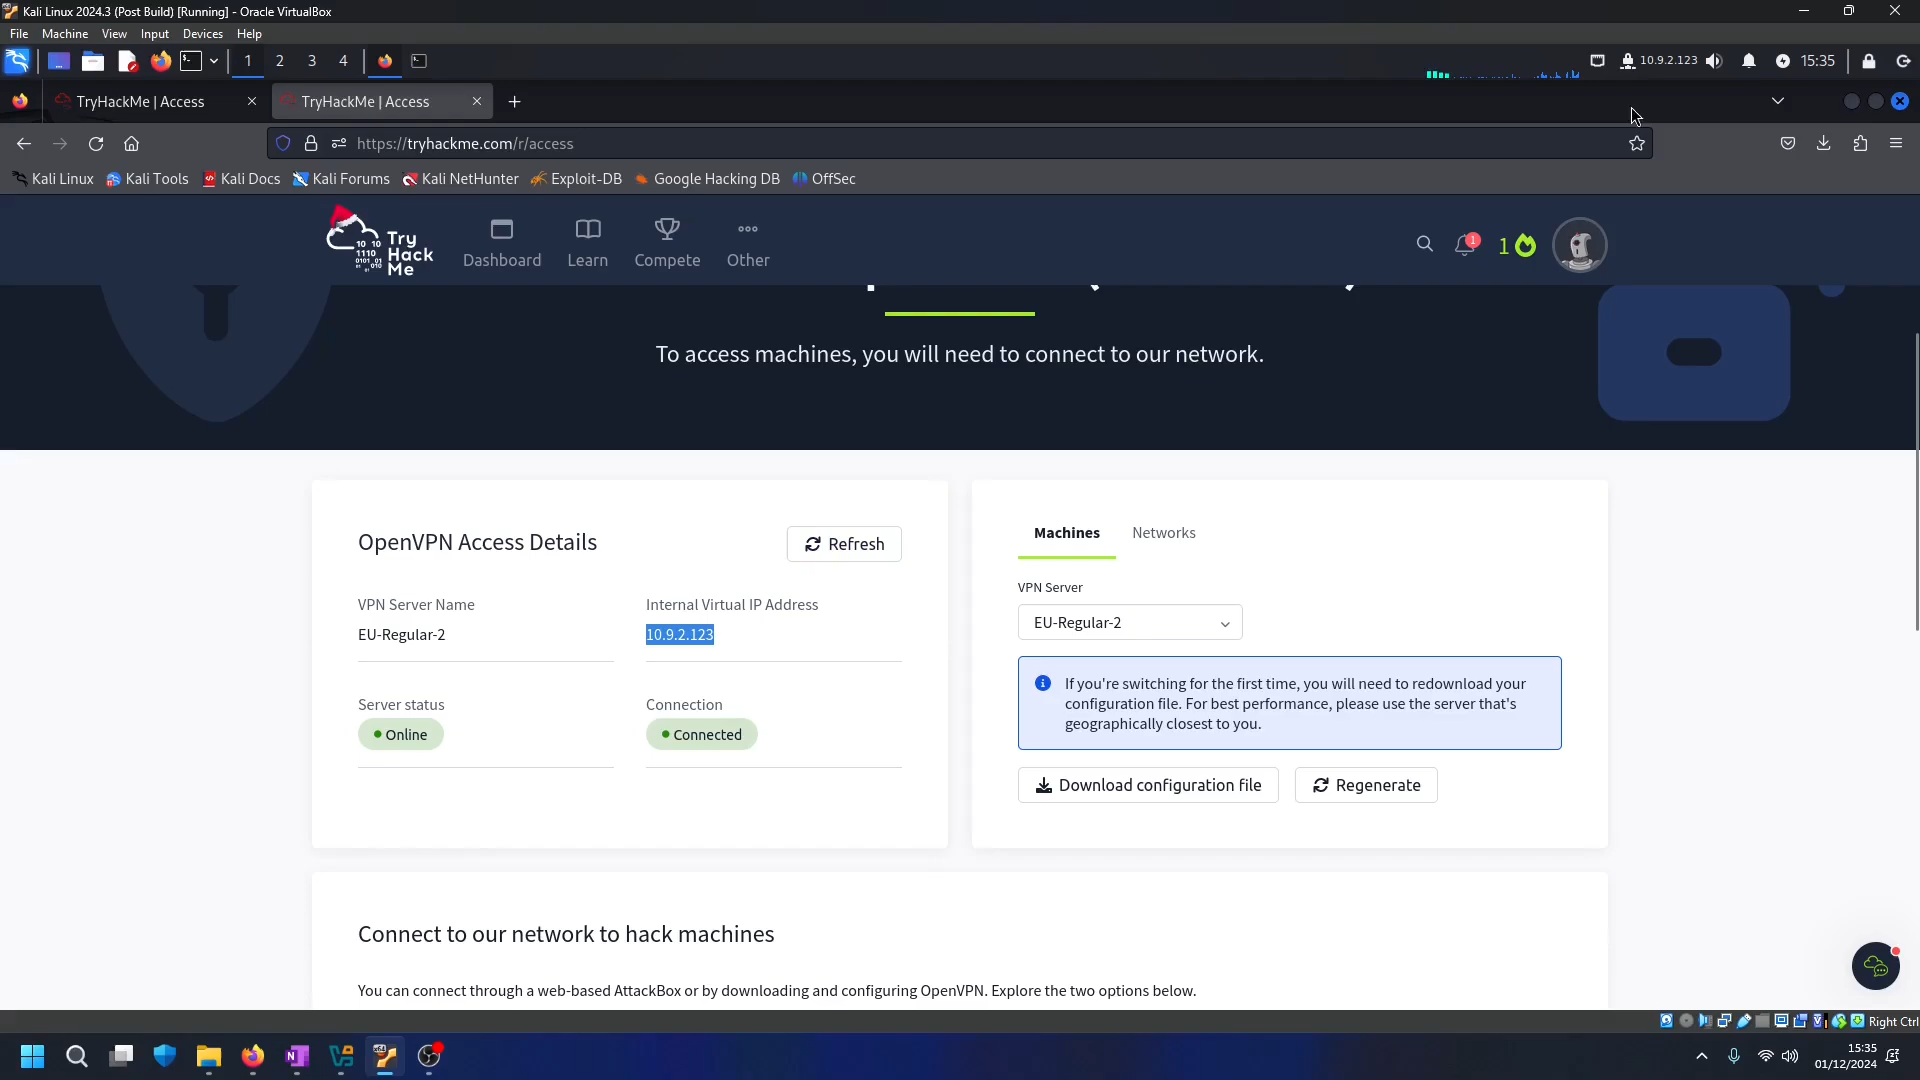 Kali Linux 2024.3 (Post Build) [Running] - Oracle VirtualBox
File Machine View Input Devices Help
1 2 3 4 10.9.2.123 15:35
TryHackMe | Access TryHackMe | Access
https://tryhackme.com/r/access
Kali Linux Kali Tools Kali Docs Kali Forums Kali NetHunter Exploit-DB Google Hacking DB OffSec
Try
Hack
Me
Dashboard Learn Compete Other
1
1
To access machines, you will need to connect to our network.
OpenVPN Access Details
Refresh
VPN Server Name
EU-Regular-2
Internal Virtual IP Address
10.9.2.123
Server status
Online
Connection
Connected
Machines Networks
VPN Server
EU-Regular-2
If you're switching for the first time, you will need to redownload your
configuration file. For best performance, please use the server that's
geographically closest to you.
Download configuration file Regenerate
Connect to our network to hack machines
You can connect through a web-based AttackBox or by downloading and configuring OpenVPN. Explore the two options below.
Right Ctrl
15:35
01/12/2024